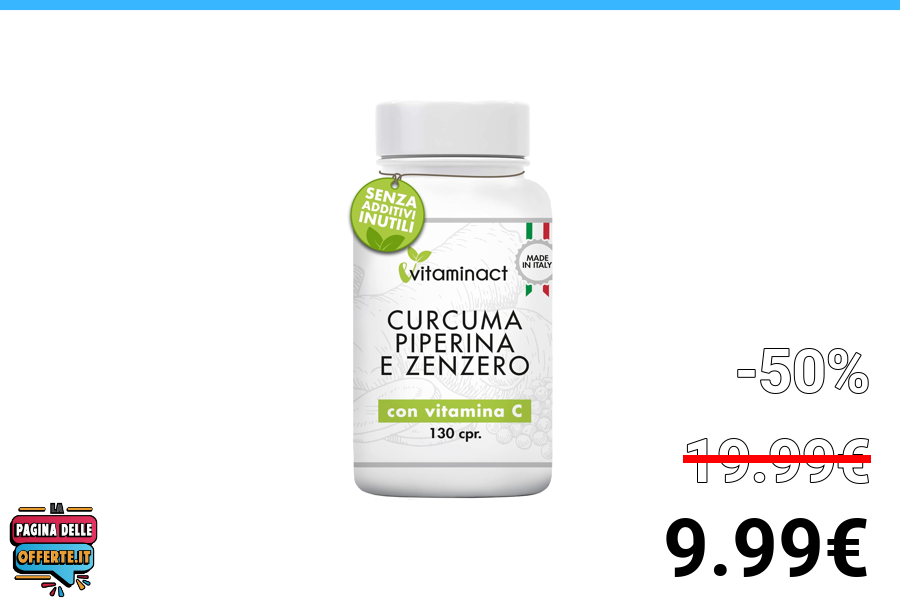 SENZA
ADDITIVI
INUTILI
MADE
IN ITALY
vitaminact
CURCUMA
PIPERINA
E ZENZERO
con vitamina C
130 cpr.
-50%
19.99€
9.99€
LA
PAGINA DELLE
OFFERTE.IT